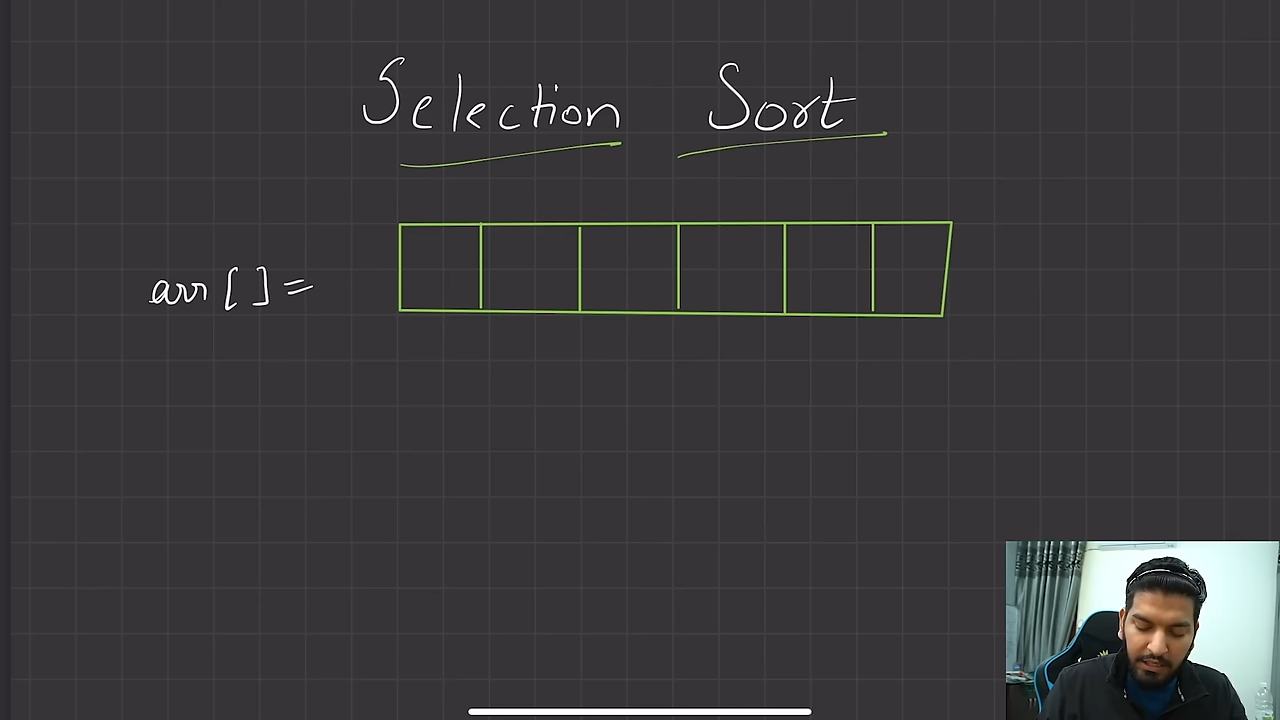 Selection Sort
arr [ ] =